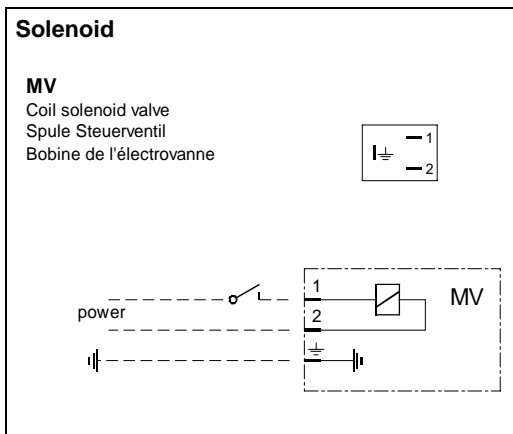 Solenoid
MV
Coil solenoid valve
Spule Steuerventil
Bobine de l'électrovanne
1
2
power
1
2
MV